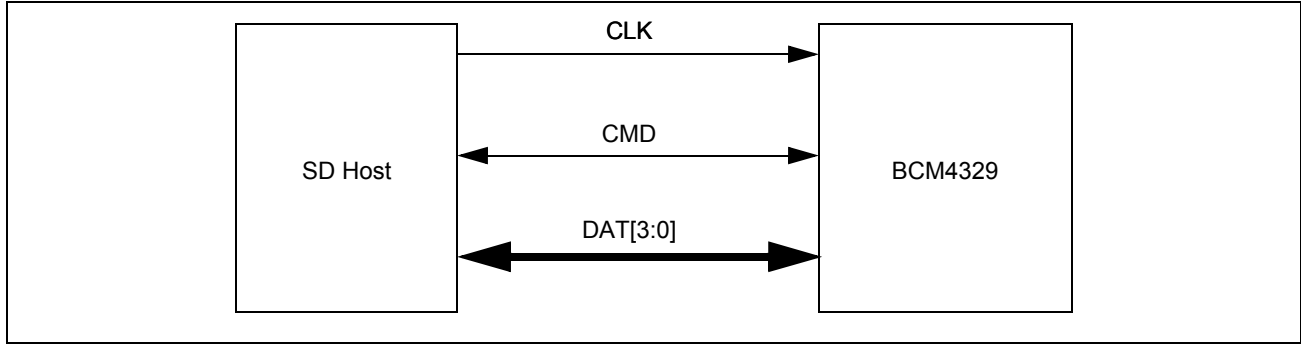 CLK
CMD
SD Host
BCM4329
DAT[3:0]